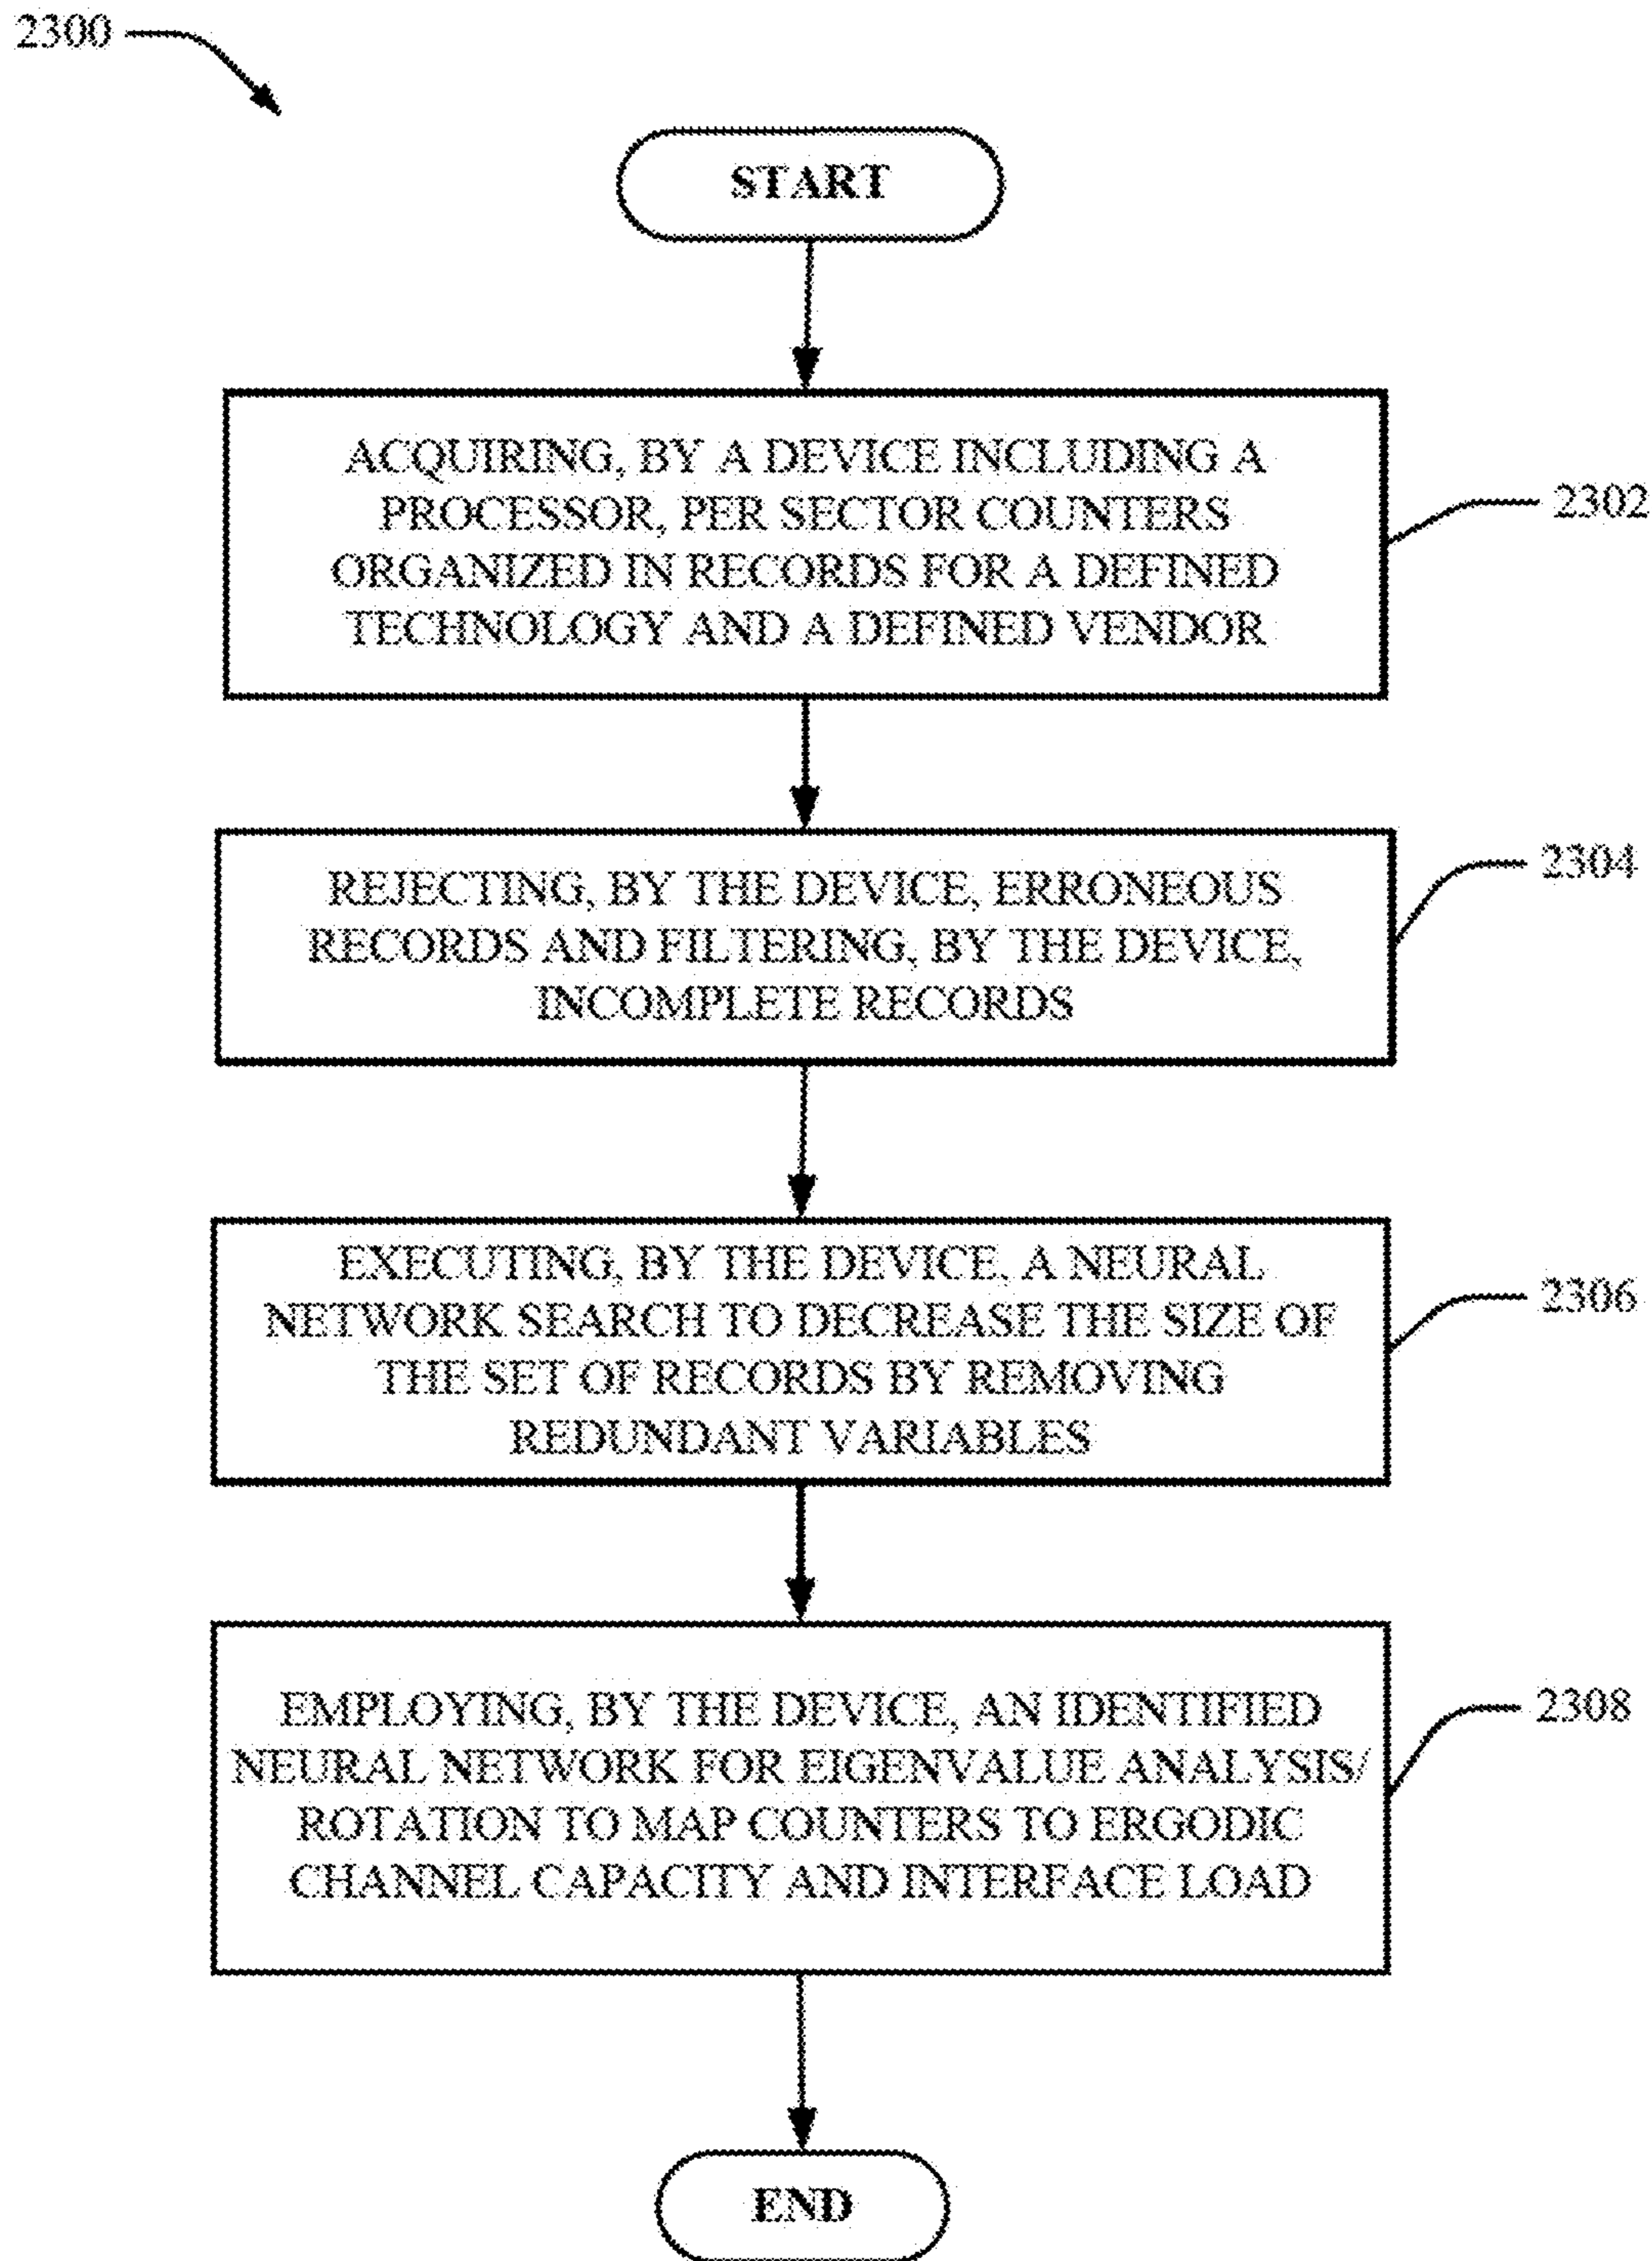 2300
START
ACQUIRING, BY A DEVICE INCLUDING A
PROCESSOR, PER SECTOR COUNTERS
ORGANIZED IN RECORDS FOR A DEFINED
TECHNOLOGY AND A DEFINED VENDOR
2302
REJECTING, BY THE DEVICE, ERRONEOUS
RECORDS AND FILTERING, BY THE DEVICE,
INCOMPLETE RECORDS
2304
EXECUTING, BY THE DEVICE, A NEURAL
NETWORK SEARCH TO DECREASE THE SIZE OF
THE SET OF RECORDS BY REMOVING
REDUNDANT VARIABLES
2306
EMPLOYING, BY THE DEVICE, AN IDENTIFIED
NEURAL NETWORK FOR EIGENVALUE ANALYSIS/
ROTATION TO MAP COUNTERS TO ERGODIC
CHANNEL CAPACITY AND INTERFACE LOAD
2308
END